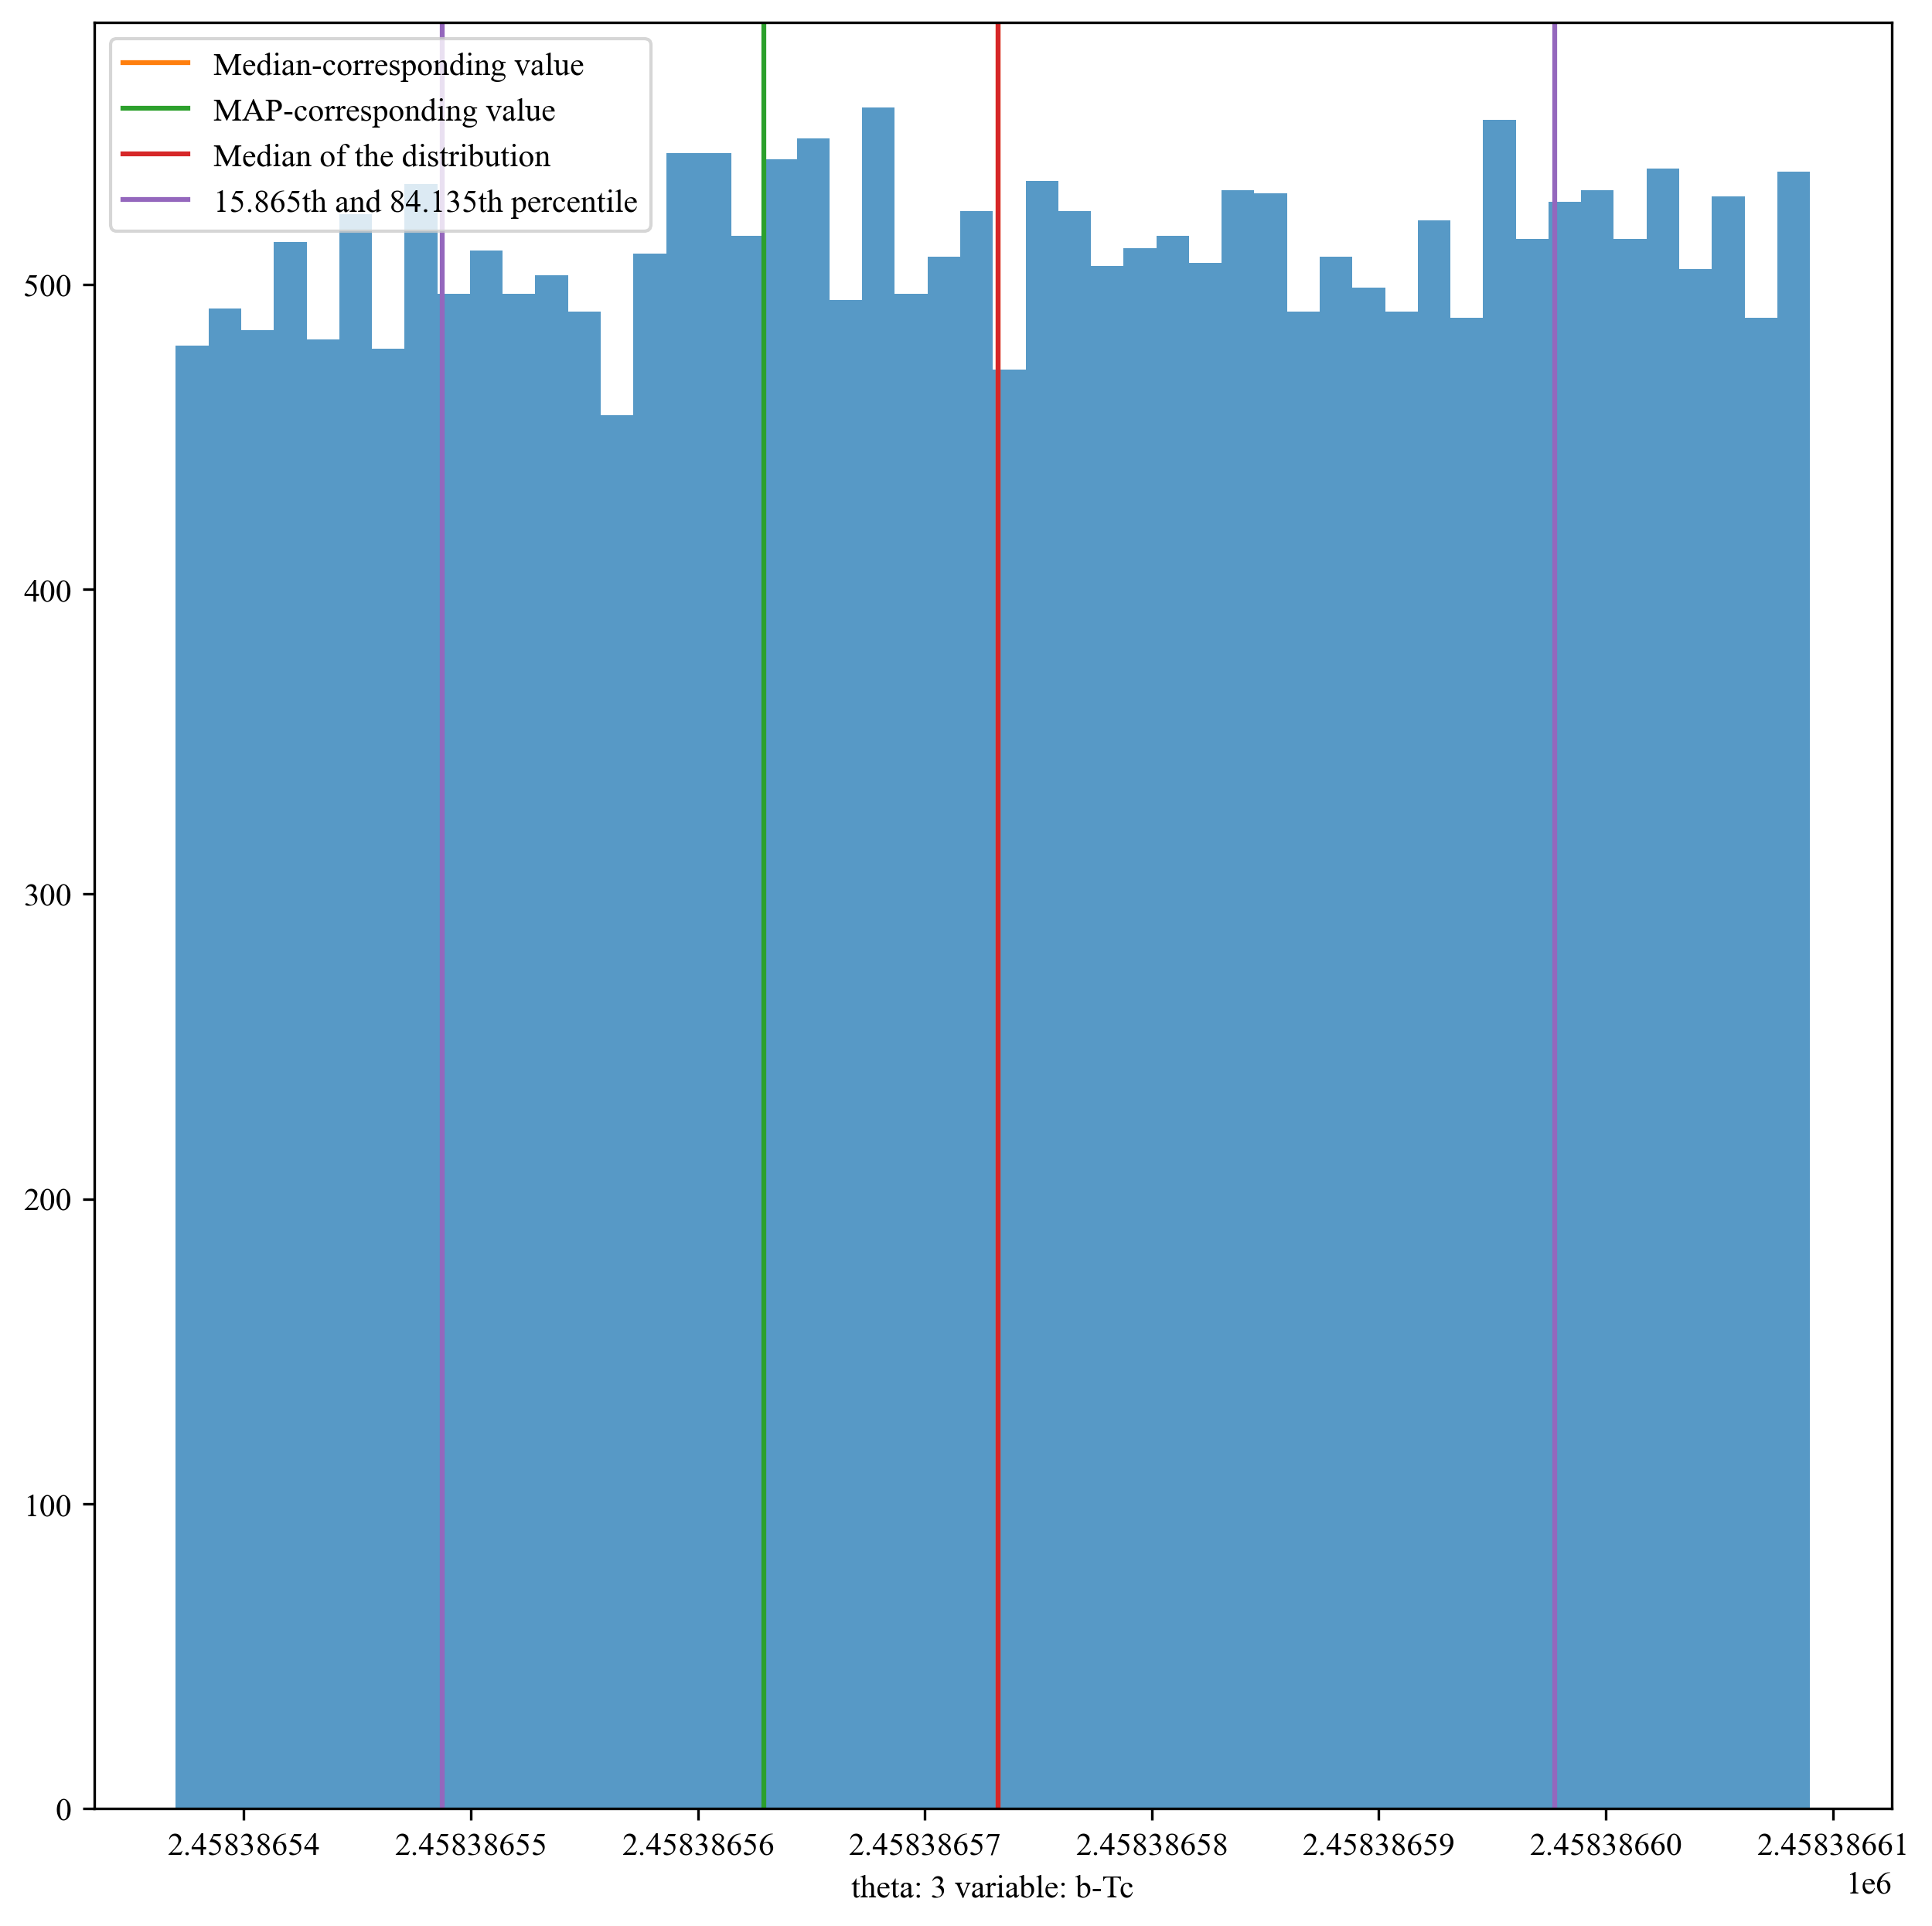 Median-corresponding value
MAP-corresponding value
Median of the distribution
15.865th and 84.135th percentile
500
400
300
200
100
0
2.45838654 2.45838655 2.45838656 2.45838657 2.45838658 2.45838659 2.45838660 2.45838661
1e6
theta: 3 variable: b-Tc